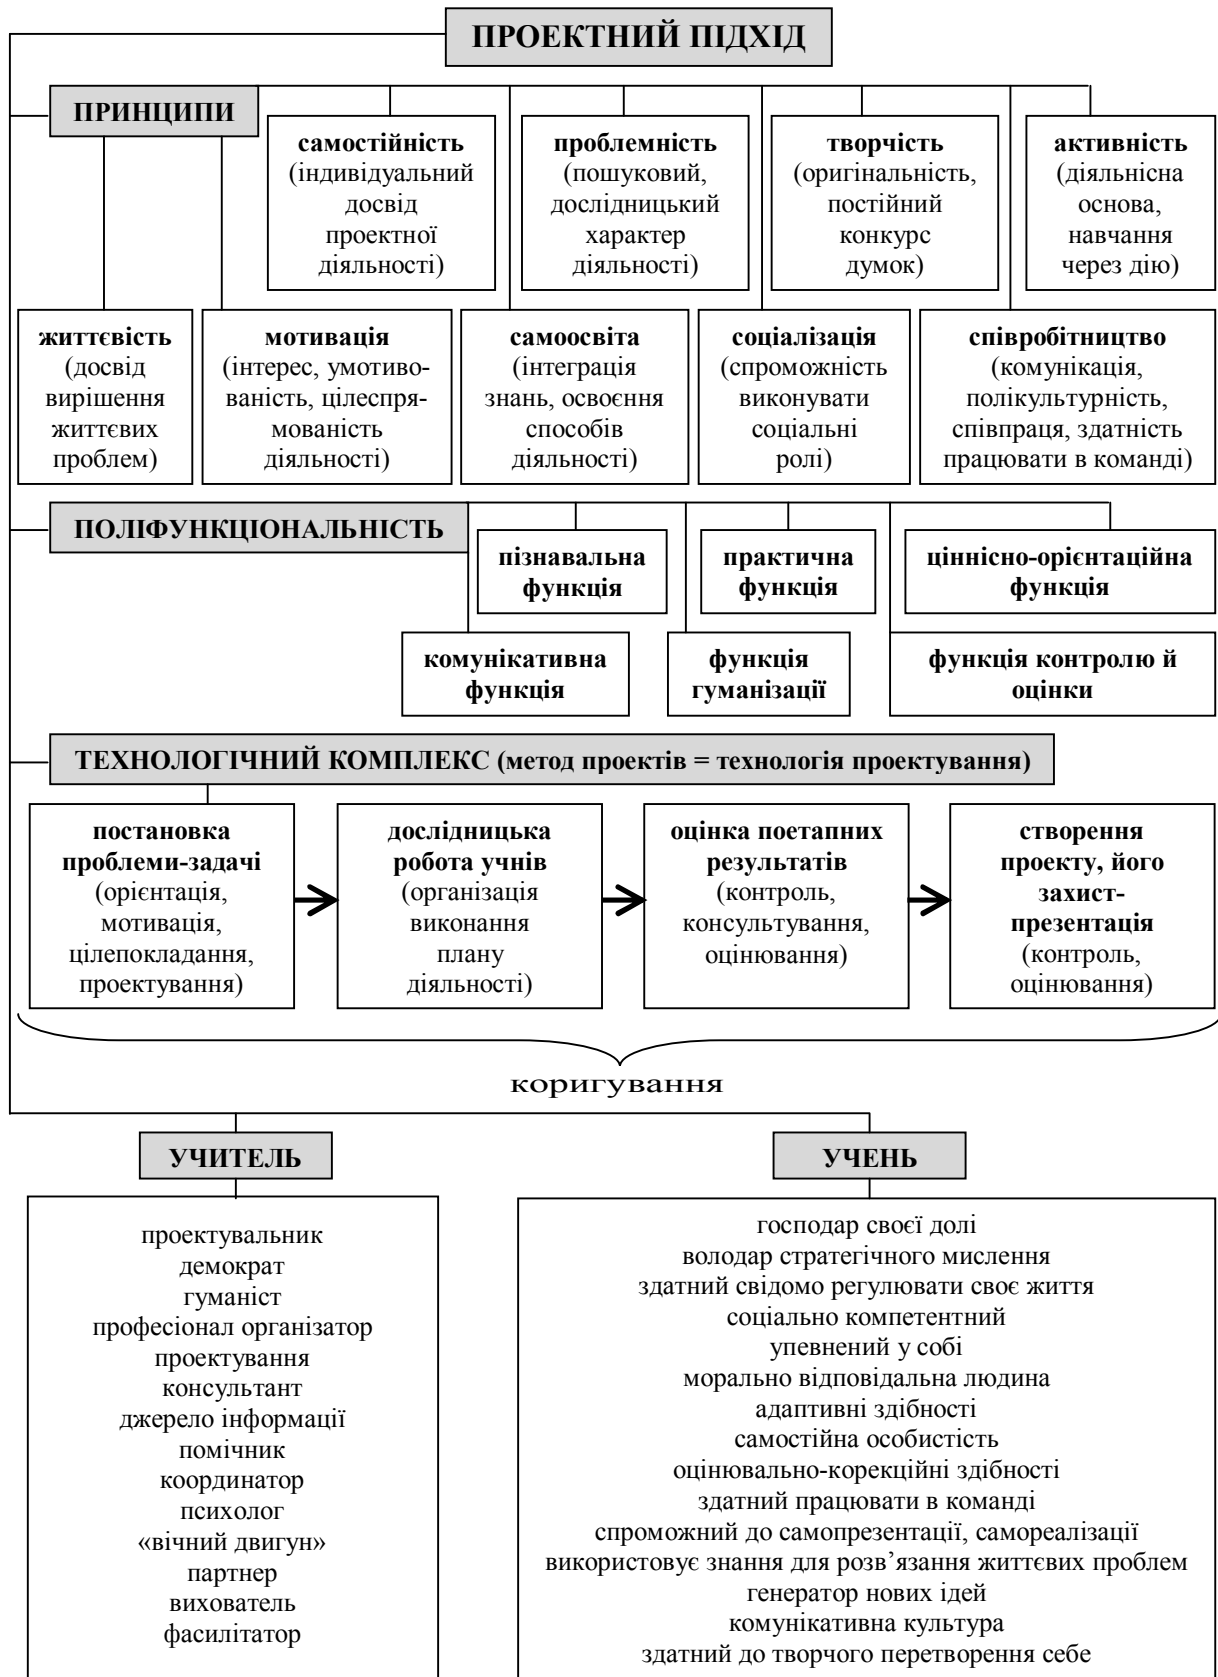 ПРОЕКТНИЙ ПІДХІД
ПРИНЦИПИ
самостійність
(індивідуальний
досвід
проектної
діяльності)
проблемність
(пошуковий,
дослідницький
характер
діяльності)
творчість
(оригінальність,
постійний
конкурс
думок)
активність
(діяльнісна
основа,
навчання
через дію)
життєвість
(досвід
вирішення
життєвих
проблем)
мотивація
(інтерес, умотиво-
ваність, цілеспря-
мованість
діяльності)
самоосвіта
(інтеграція
знань, освоєння
способів
діяльності)
соціалізація
(спроможність
виконувати
соціальні
ролі)
співробітництво
(комунікація,
полікультурність,
співпраця, здатність
працювати в команді)
ПОЛІФУНКЦІОНАЛЬНІСТЬ
пізнавальна
функція
практична
функція
ціннісно-орієнтаційна
функція
комунікативна
функція
функція
гуманізації
функція контролю й
оцінки
ТЕХНОЛОГІЧНИЙ КОМПЛЕКС (метод проектів = технологія проектування)
постановка
проблеми-задачі
(орієнтація,
мотивація,
цілепокладання,
проектування)
дослідницька
робота учнів
(організація
виконання
плану
діяльності)
оцінка поетапних
результатів
(контроль,
консультування,
оцінювання)
створення
проекту, його
захист-
презентація
(контроль,
оцінювання)
коригування
УЧИТЕЛЬ
проектувальник
демократ
гуманіст
професіонал організатор
проектування
консультант
джерело інформації
помічник
координатор
психолог
«вічний двигун»
партнер
вихователь
фасилітатор
УЧЕНЬ
господар своєї долі
володар стратегічного мислення
здатний свідомо регулювати своє життя
соціально компетентний
упевнений у собі
морально відповідальна людина
адаптивні здібності
самостійна особистість
оцінювально-корекційні здібності
здатний працювати в команді
спроможний до самопрезентації, самореалізації
використовує знання для розв’язання життєвих проблем
генератор нових ідей
комунікативна культура
здатний до творчого перетворення себе